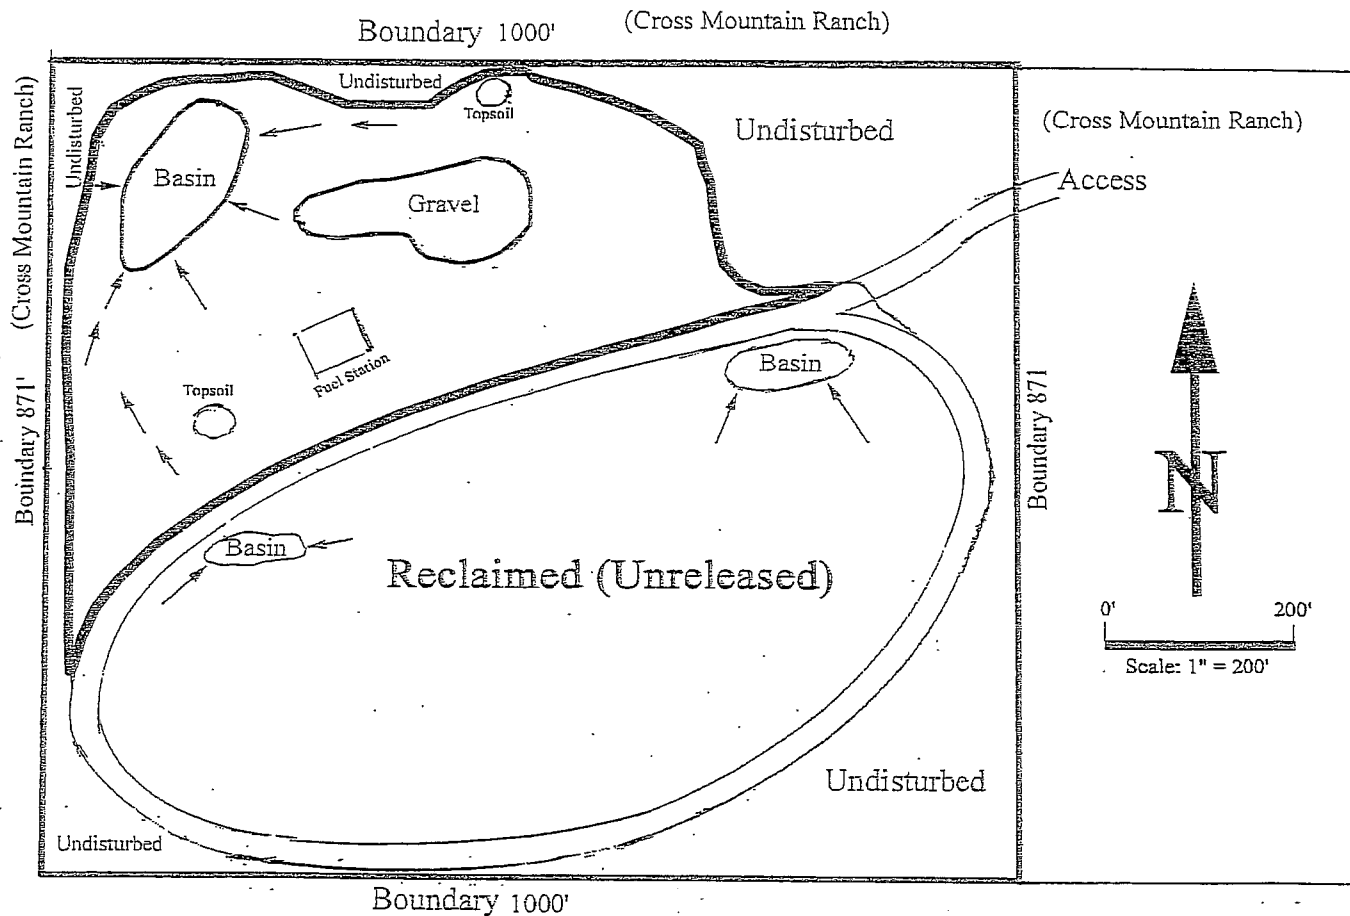 Boundary 1000'
(Cross Mountain Ranch)
Undisturbed
Topsoil
Undisturbed
(Cross Mountain Ranch)
Undisturbed
(Cross Mountain Ranch)
Access
Basin
Gravel
Fuel Station
Basin
Topsoil
Boundary 871'
Boundary 871
N
Basin
Reclaimed (Unreleased)
0' 200'
Scale: 1" = 200'
Undisturbed
Undisturbed
Boundary 1000'